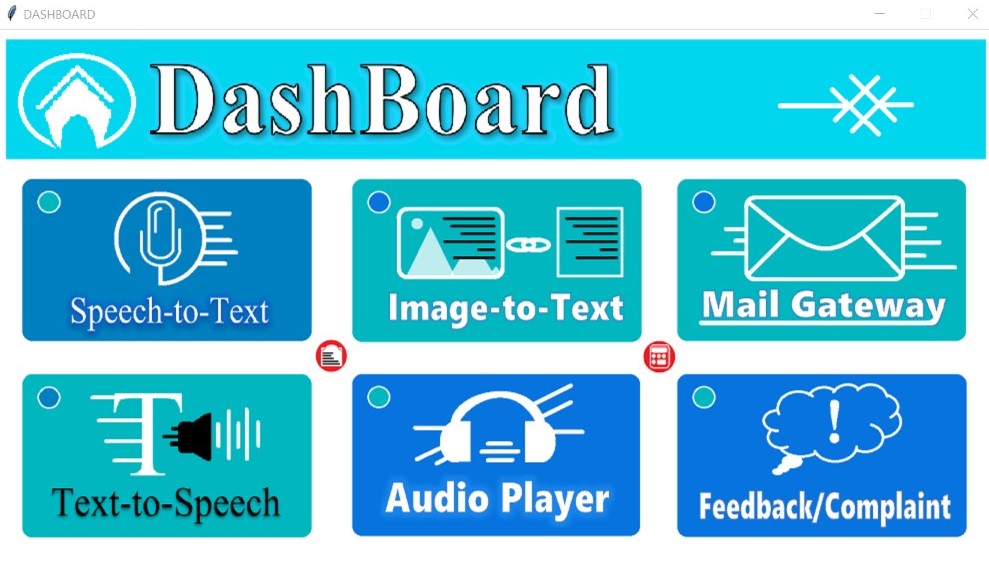 DASHBOARD
DashBoard
Speech-to-Text
Image-to-Text
Mail Gateway
Text-to-Speech
Audio Player
Feedback/Complaint